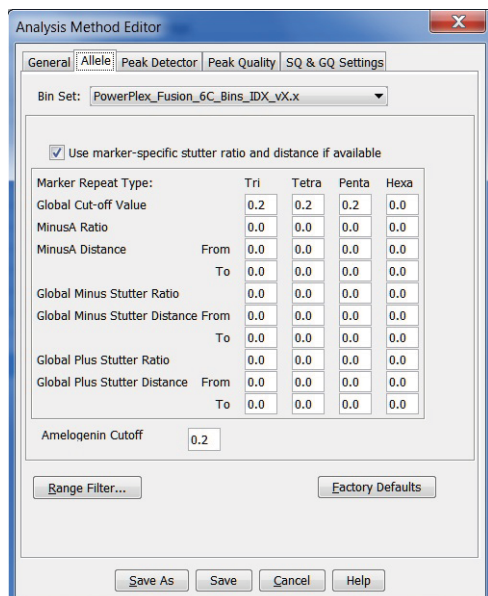 Analysis Method Editor
X
General Allele Peak Detector Peak Quality SQ & GQ Settings
Bin Set: PowerPlex_Fusion_6C_Bins_IDX_vX.x
Use marker-specific stutter ratio and distance if available
Marker Repeat Type: Tri Tetra Penta Hexa
Global Cut-off Value 0.2 0.2 0.2 0.0
MinusA Ratio 0.0 0.0 0.0 0.0
MinusA Distance From 0.0 0.0 0.0 0.0
To 0.0 0.0 0.0 0.0
Global Minus Stutter Ratio 0.0 0.0 0.0 0.0
Global Minus Stutter Distance From 0.0 0.0 0.0 0.0
To 0.0 0.0 0.0 0.0
Global Plus Stutter Ratio 0.0 0.0 0.0 0.0
Global Plus Stutter Distance From 0.0 0.0 0.0 0.0
To 0.0 0.0 0.0 0.0
Amelogenin Cutoff 0.2
Range Filter... Factory Defaults
Save As Save Cancel Help